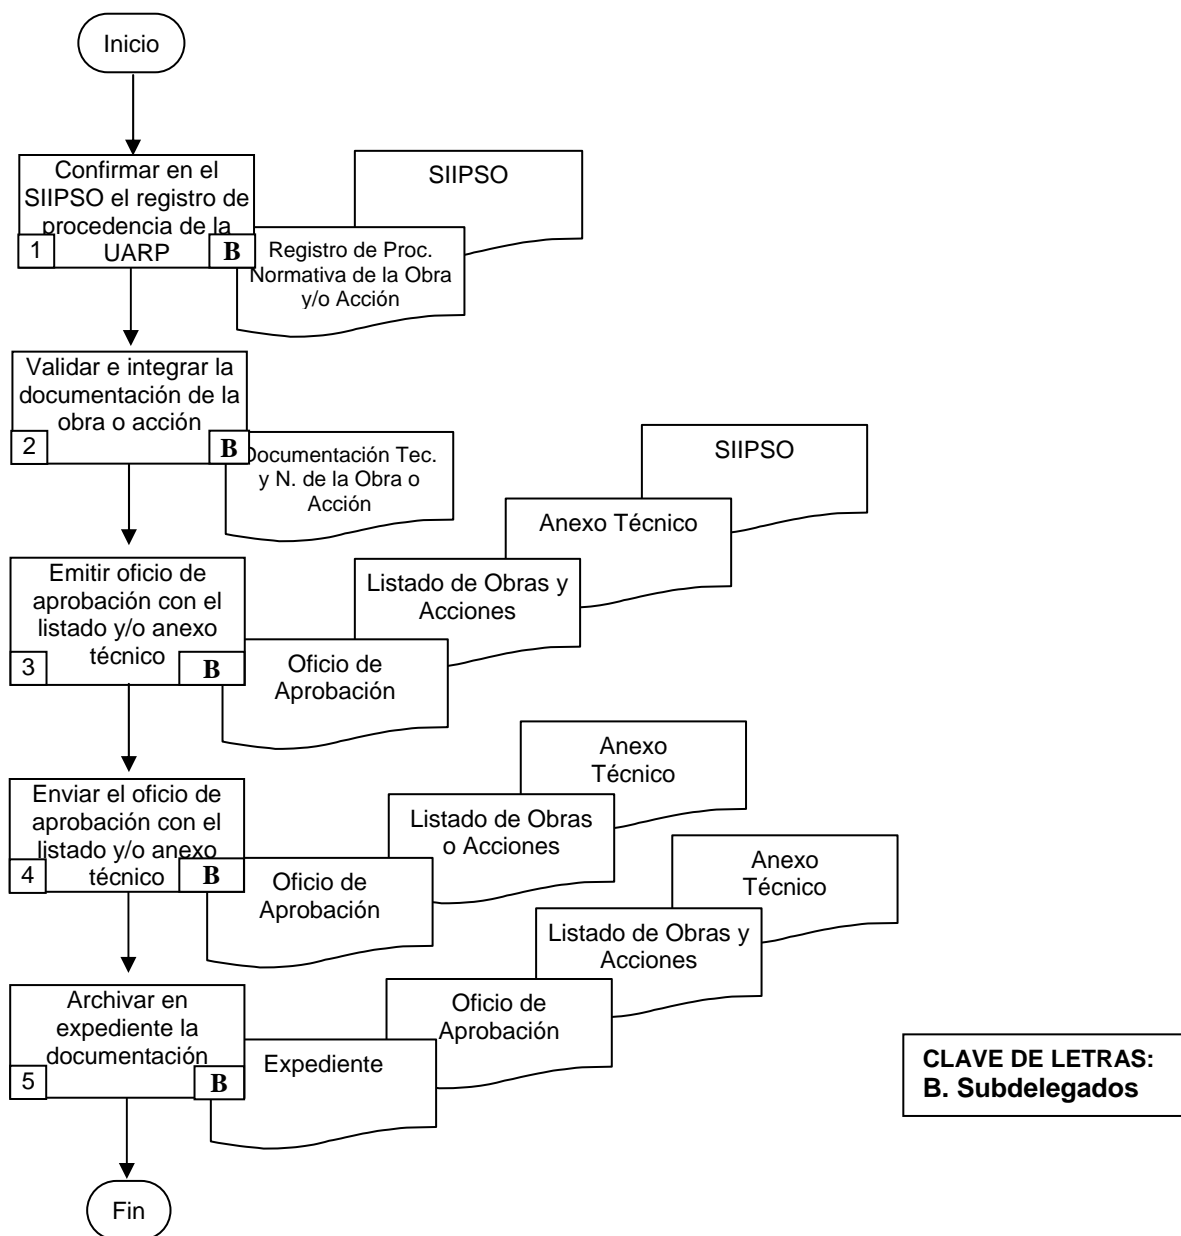 Inicio
Confirmar en el
SIIPSO el registro de
procedencia de la
UARP
1
B
SIIPSO
Registro de Proc.
Normativa de la Obra
y/o Acción
Validar e integrar la
documentación de la
obra o acción
2
B
Documentación Tec.
y N. de la Obra o
Acción
SIIPSO
Anexo Técnico
Listado de Obras y
Acciones
Emitir oficio de
aprobación con el
listado y/o anexo
técnico
3
B
Oficio de
Aprobación
Anexo
Técnico
Listado de Obras
o Acciones
Enviar el oficio de
aprobación con el
listado y/o anexo
técnico
4
B
Oficio de
Aprobación
Anexo
Técnico
Listado de Obras y
Acciones
Oficio de
Aprobación
Archivar en
expediente la
documentación
5
B
Expediente
CLAVE DE LETRAS:
B. Subdelegados
Fin